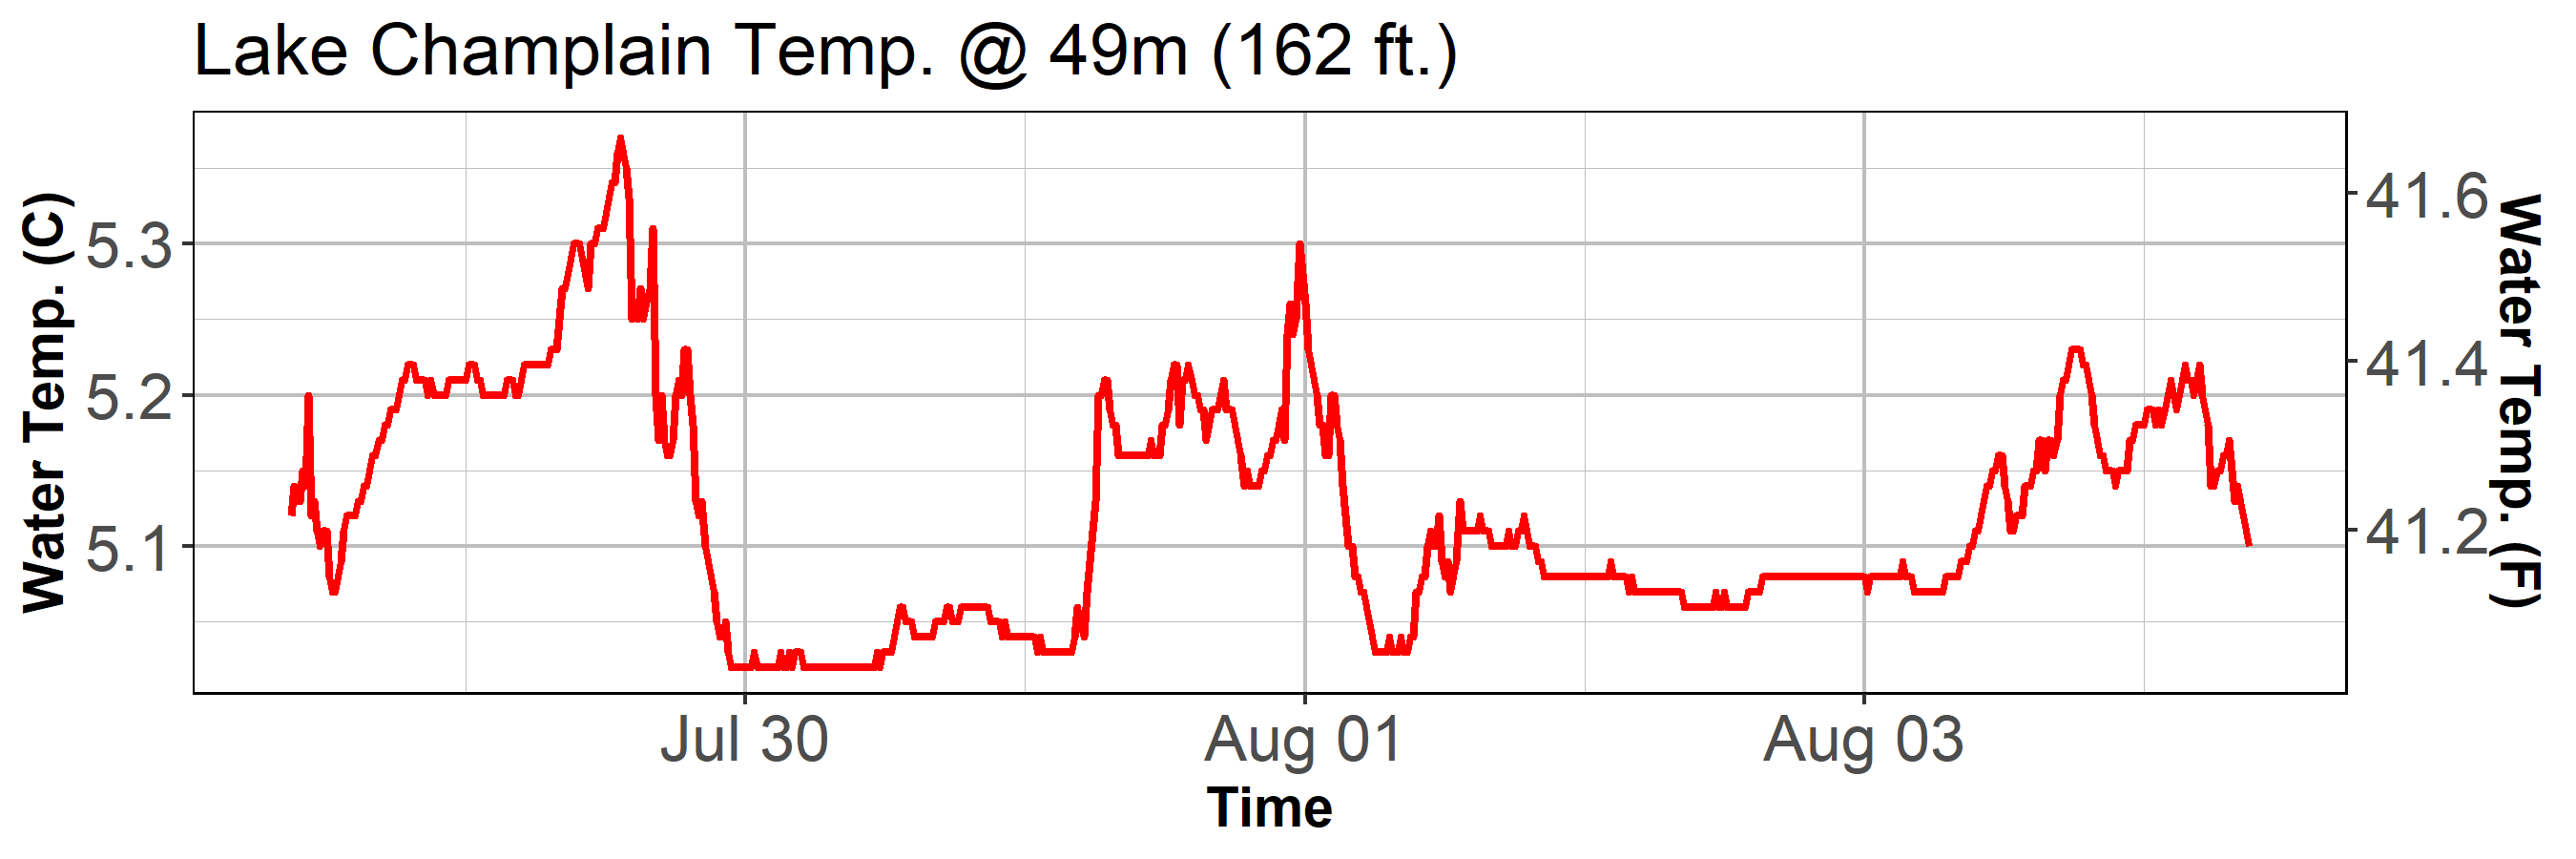 Lake Champlain Temp. @ 49m (162 ft.)
Water Temp. (C)
5.3
5.2
5.1
41.6
41.4
41.2
Water Temp. (F)
Jul 30
Aug 01
Aug 03
Time